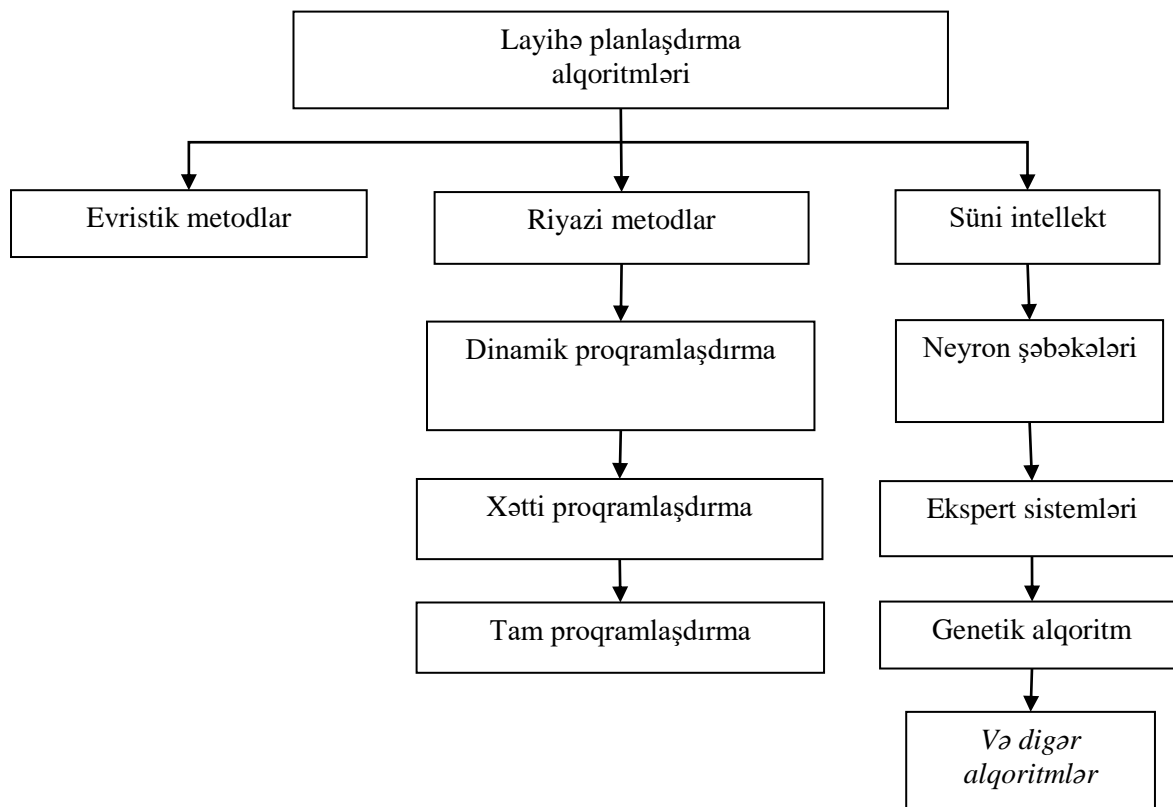 Layihə planlaşdırma
alqoritmləri
Evristik metodlar
Riyazi metodlar
Süni intellekt
Dinamik proqramlaşdırma
Neyron şəbəkələri
Xətti proqramlaşdırma
Ekspert sistemləri
Tam proqramlaşdırma
Genetik alqoritm
Və digər
alqoritmlər